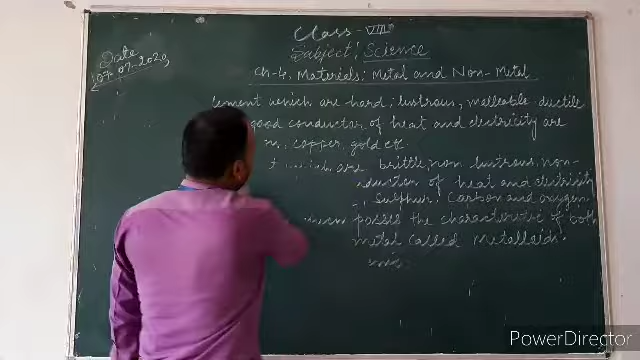 Class - VIII
Subject: Science
Date
07-07-2020
Ch-4. Materials: Metal and Non-Metal
lement which are hard, lustrous, malleable ductile
good conductor of heat and electricity are
copper, gold etc.
are brittle, non lustrous, non-
of heat and electricity
Sulphur, Carbon and oxygen
posses the characteristic of both
metal called Metalloids.
PowerDirector